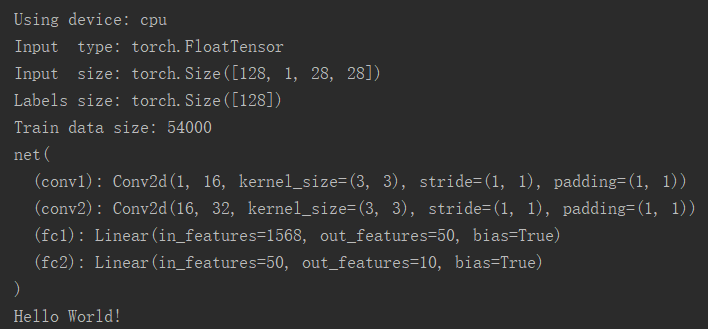 Using device: cpu
Input  type: torch.FloatTensor
Input  size: torch.Size([128, 1, 28, 28])
Labels size: torch.Size([128])
Train data size: 54000
net(
  (conv1): Conv2d(1, 16, kernel_size=(3, 3), stride=(1, 1), padding=(1, 1))
  (conv2): Conv2d(16, 32, kernel_size=(3, 3), stride=(1, 1), padding=(1, 1))
  (fc1): Linear(in_features=1568, out_features=50, bias=True)
  (fc2): Linear(in_features=50, out_features=10, bias=True)
)
Hello World!